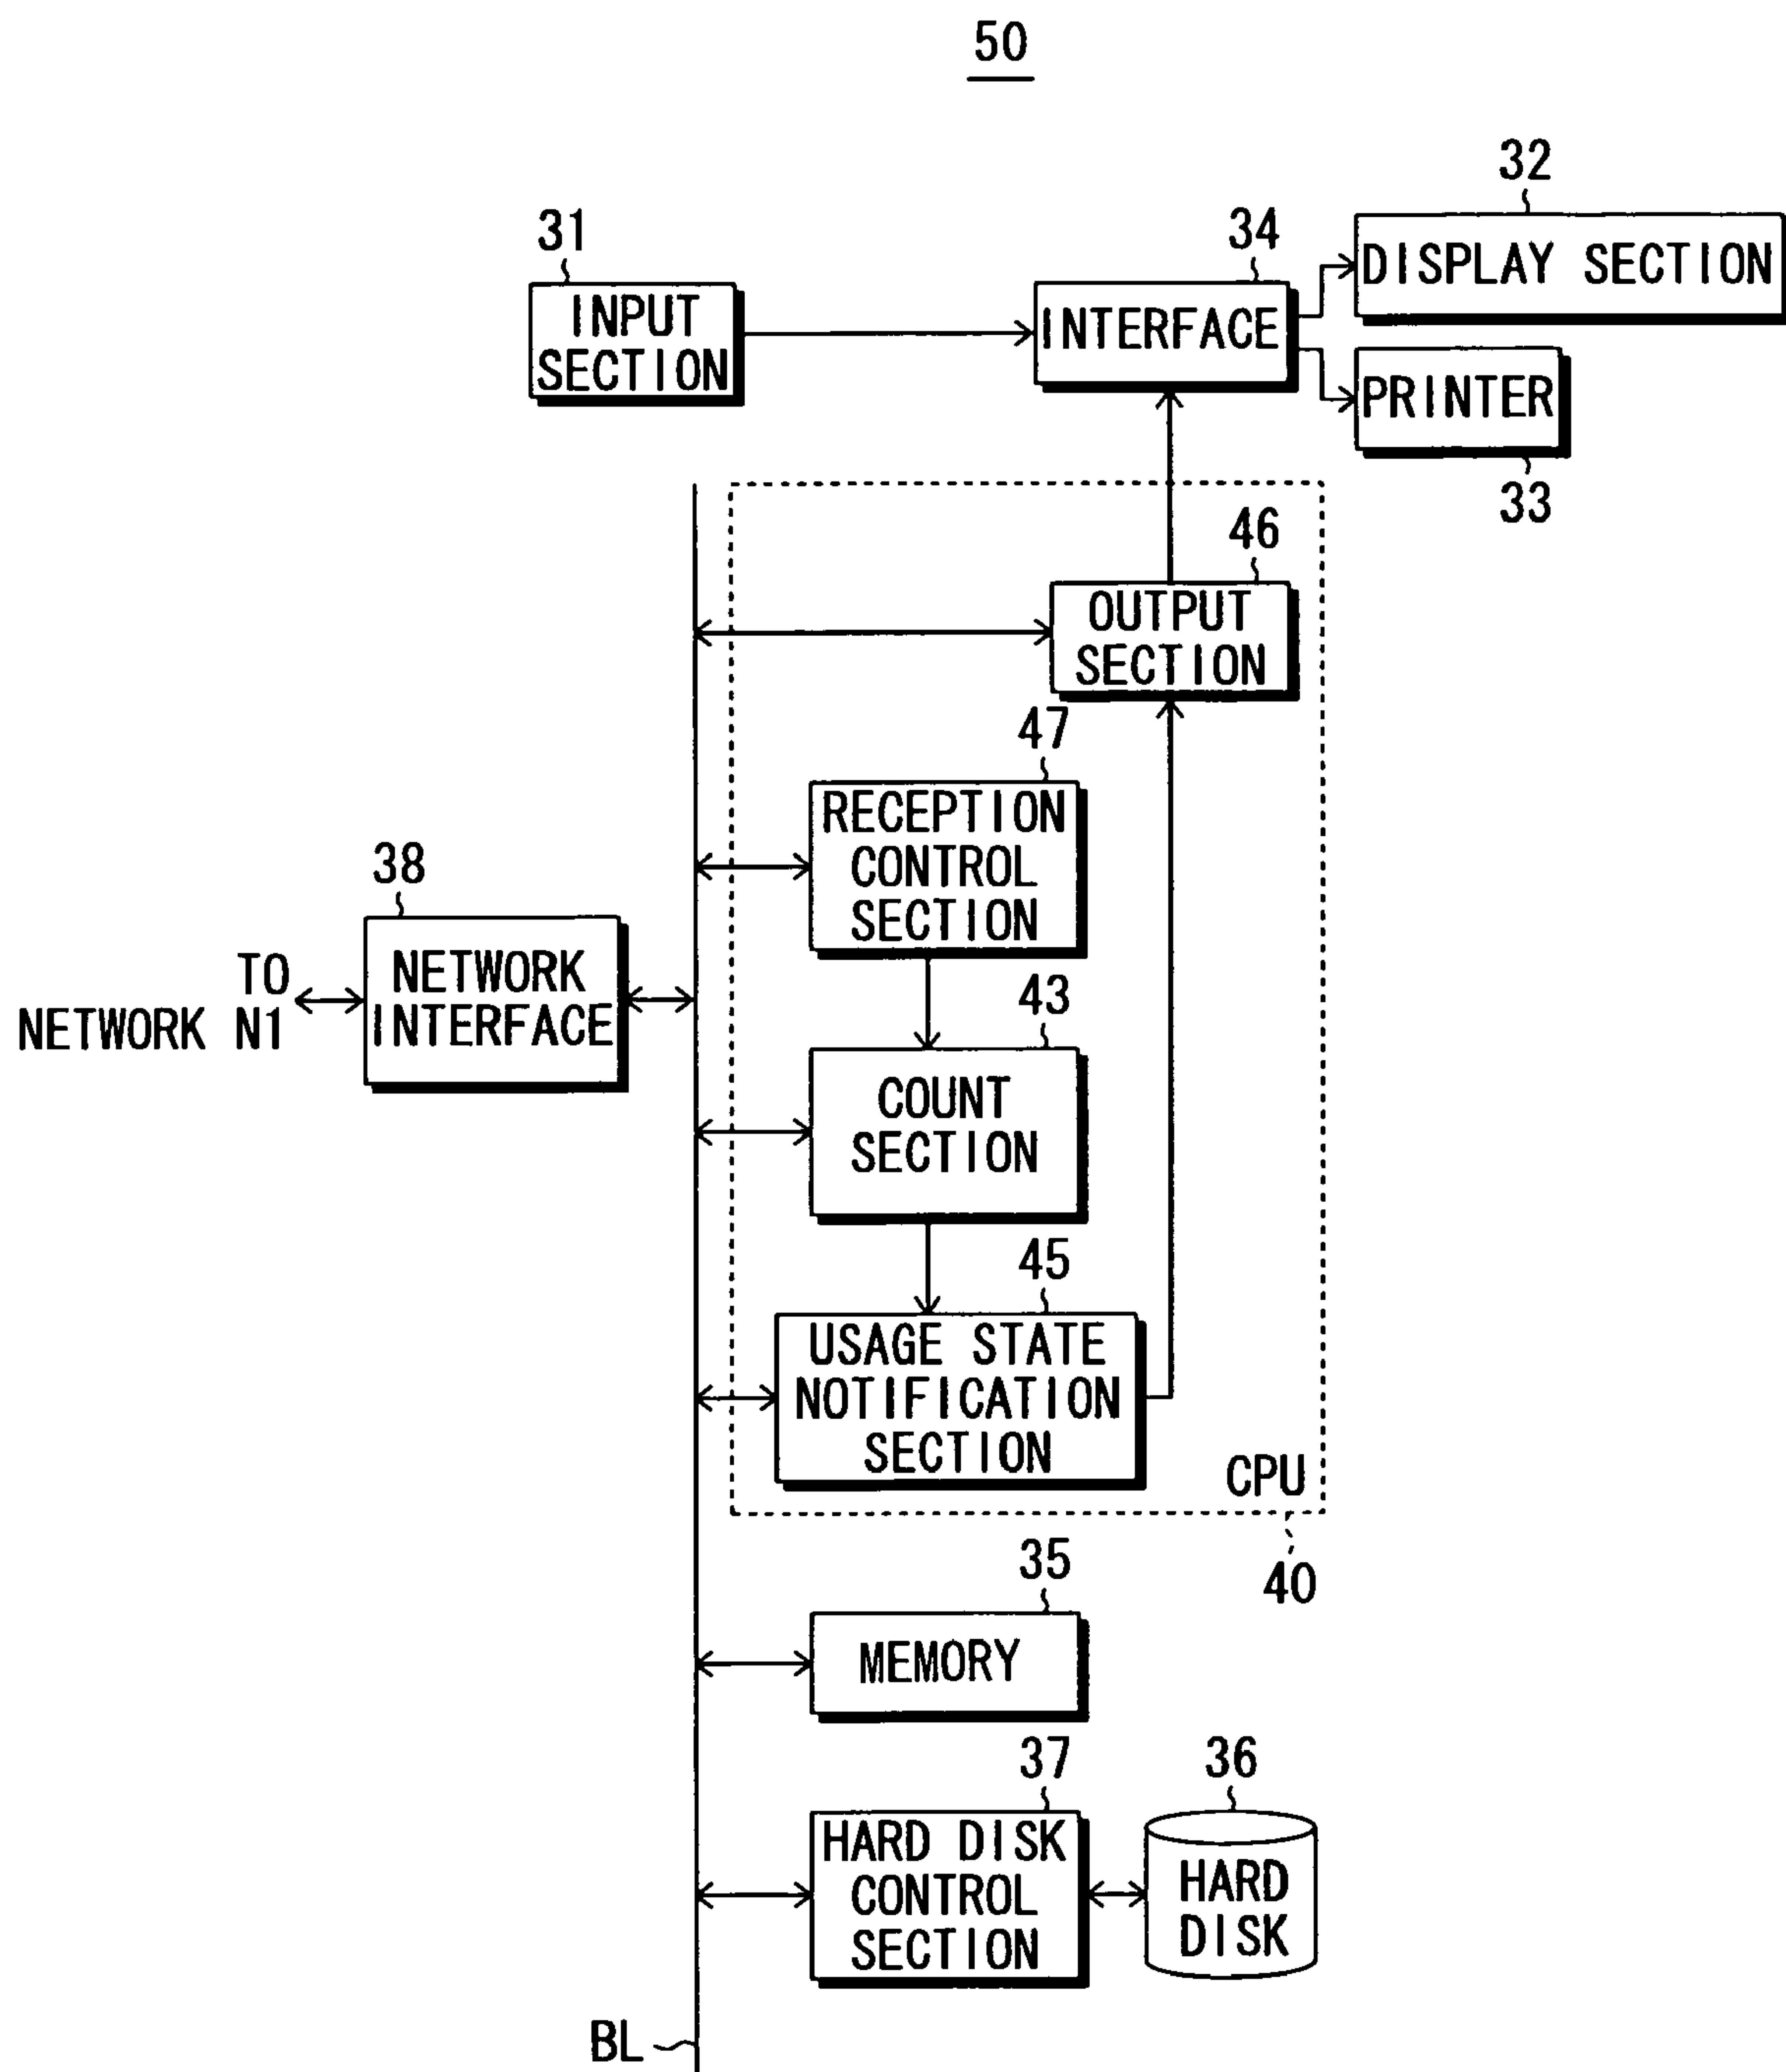 50
32
DISPLAY SECTION
31
INPUT
SECTION
34
INTERFACE
PRINTER
33
46
OUTPUT
SECTION
47
RECEPTION
CONTROL
SECTION
38
NETWORK
INTERFACE
TO
NETWORK N1
43
COUNT
SECTION
45
USAGE STATE
NOTIFICATION
SECTION
CPU
40
35
MEMORY
37
HARD DISK
CONTROL
SECTION
36
HARD
DISK
BL